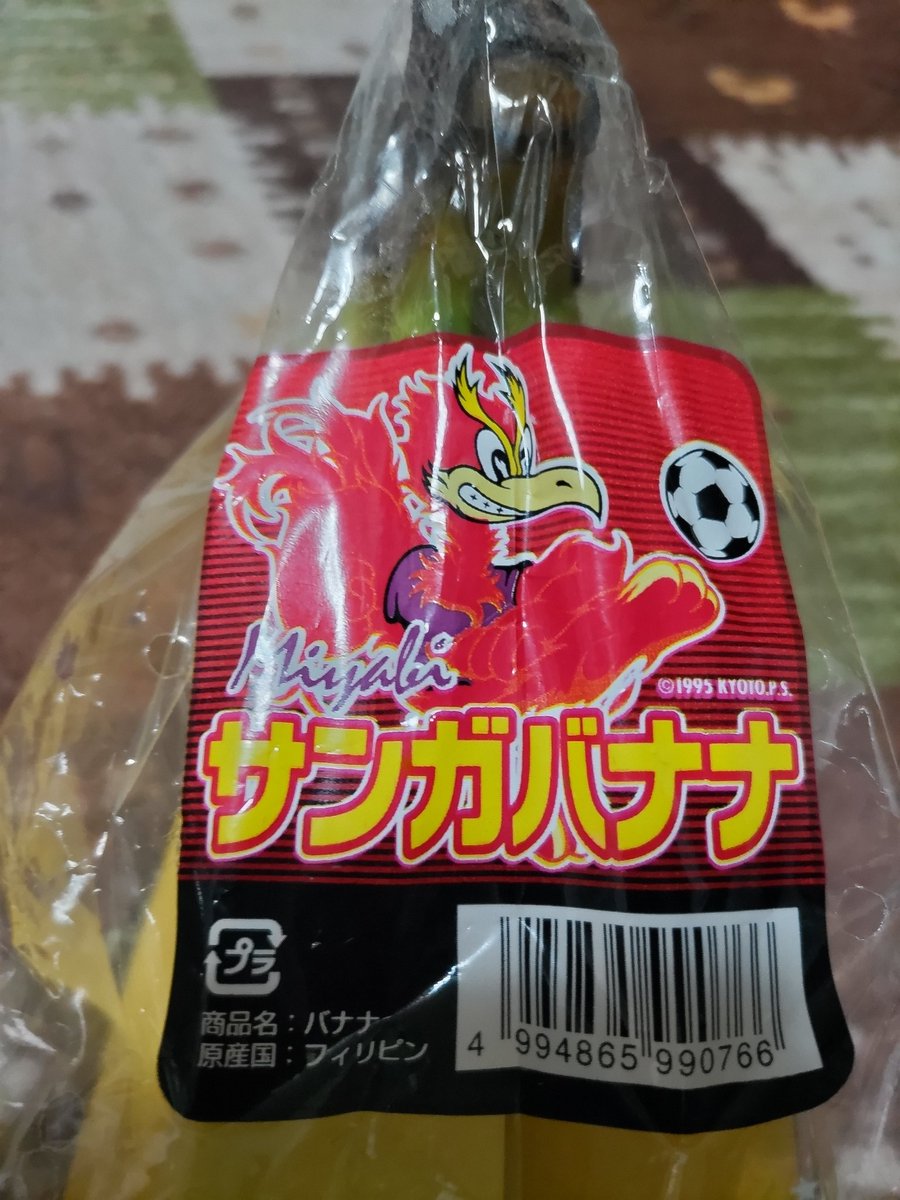 Miyabi
©1995 KYOTO.P.S.
サンガバナナ
プラ
商品名：バナナ
原産国：フィリピン
4 994865 990766